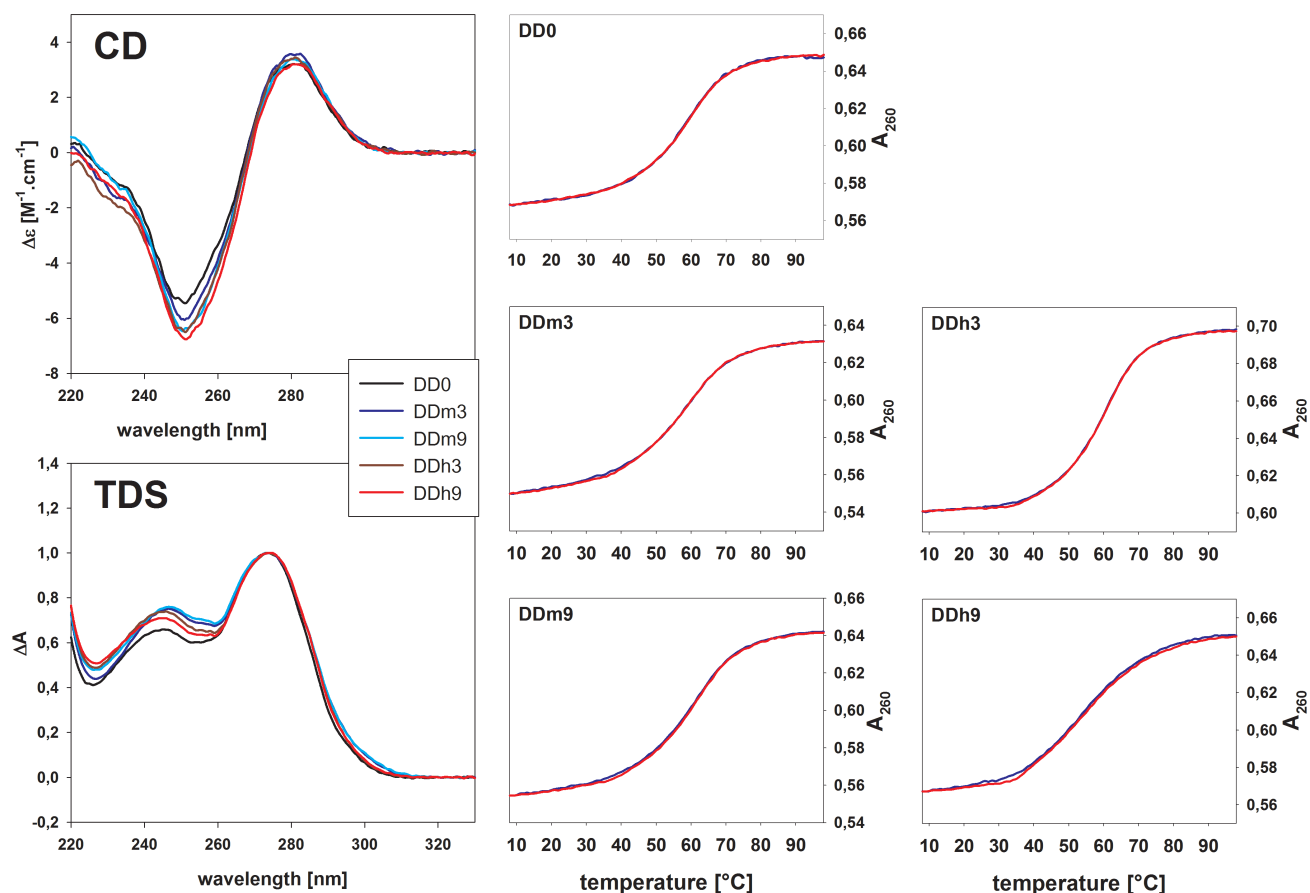 CD
4
2
0
-2
-4
-6
-8
Δε [M⁻¹.cm⁻¹]
220 240 260 280
wavelength [nm]
DD0
DDm3
DDm9
DDh3
DDh9
TDS
1,4
1,2
1,0
0,8
0,6
0,4
0,2
0,0
-0,2
ΔA
220 240 260 280 300 320
wavelength [nm]
DD0
0,66
0,64
0,62
0,60
0,58
0,56
A₂₆₀
10 20 30 40 50 60 70 80 90
DDm3
0,64
0,62
0,60
0,58
0,56
0,54
A₂₆₀
10 20 30 40 50 60 70 80 90
DDh3
0,70
0,68
0,66
0,64
0,62
0,60
A₂₆₀
10 20 30 40 50 60 70 80 90
DDm9
0,66
0,64
0,62
0,60
0,58
0,56
0,54
A₂₆₀
10 20 30 40 50 60 70 80 90
temperature [°C]
DDh9
0,66
0,64
0,62
0,60
0,58
0,56
A₂₆₀
10 20 30 40 50 60 70 80 90
temperature [°C]